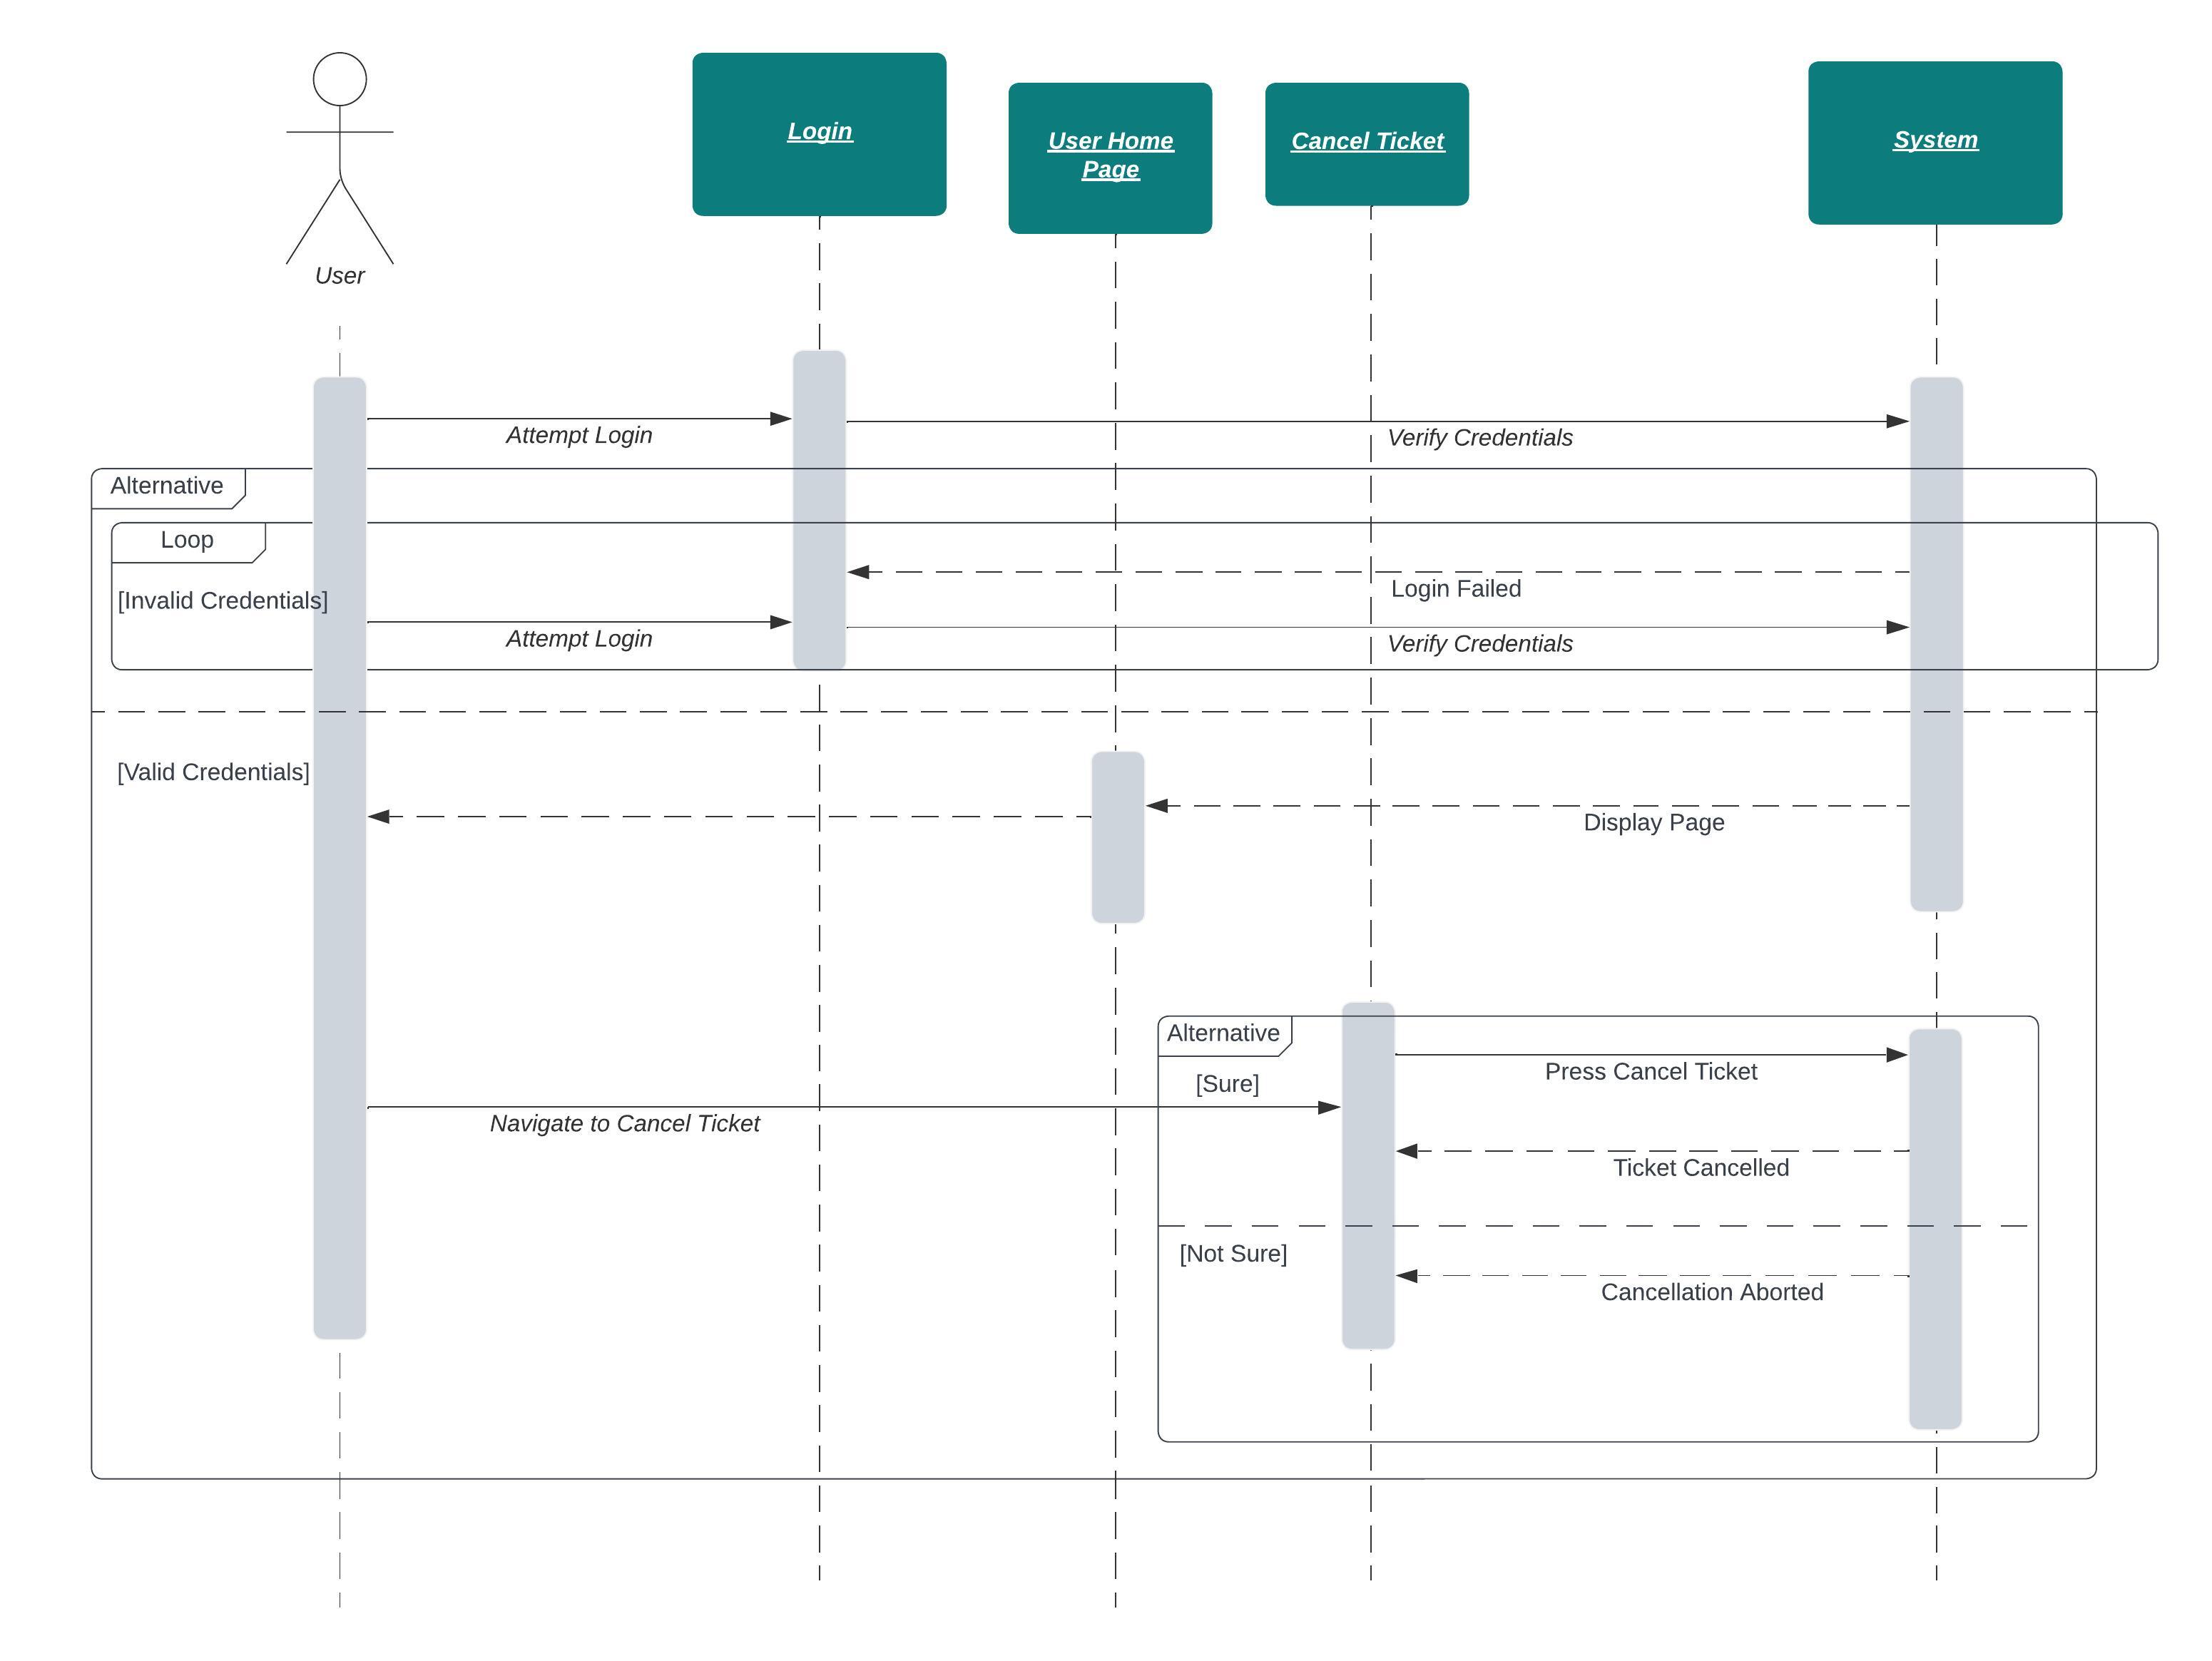 Login
User Home
Page
Cancel Ticket
System
User
Attempt Login
Verify Credentials
Alternative
Loop
Login Failed
[Invalid Credentials]
Attempt Login
Verify Credentials
[Valid Credentials]
Display Page
Alternative
Press Cancel Ticket
[Sure]
Navigate to Cancel Ticket
Ticket Cancelled
[Not Sure]
Cancellation Aborted